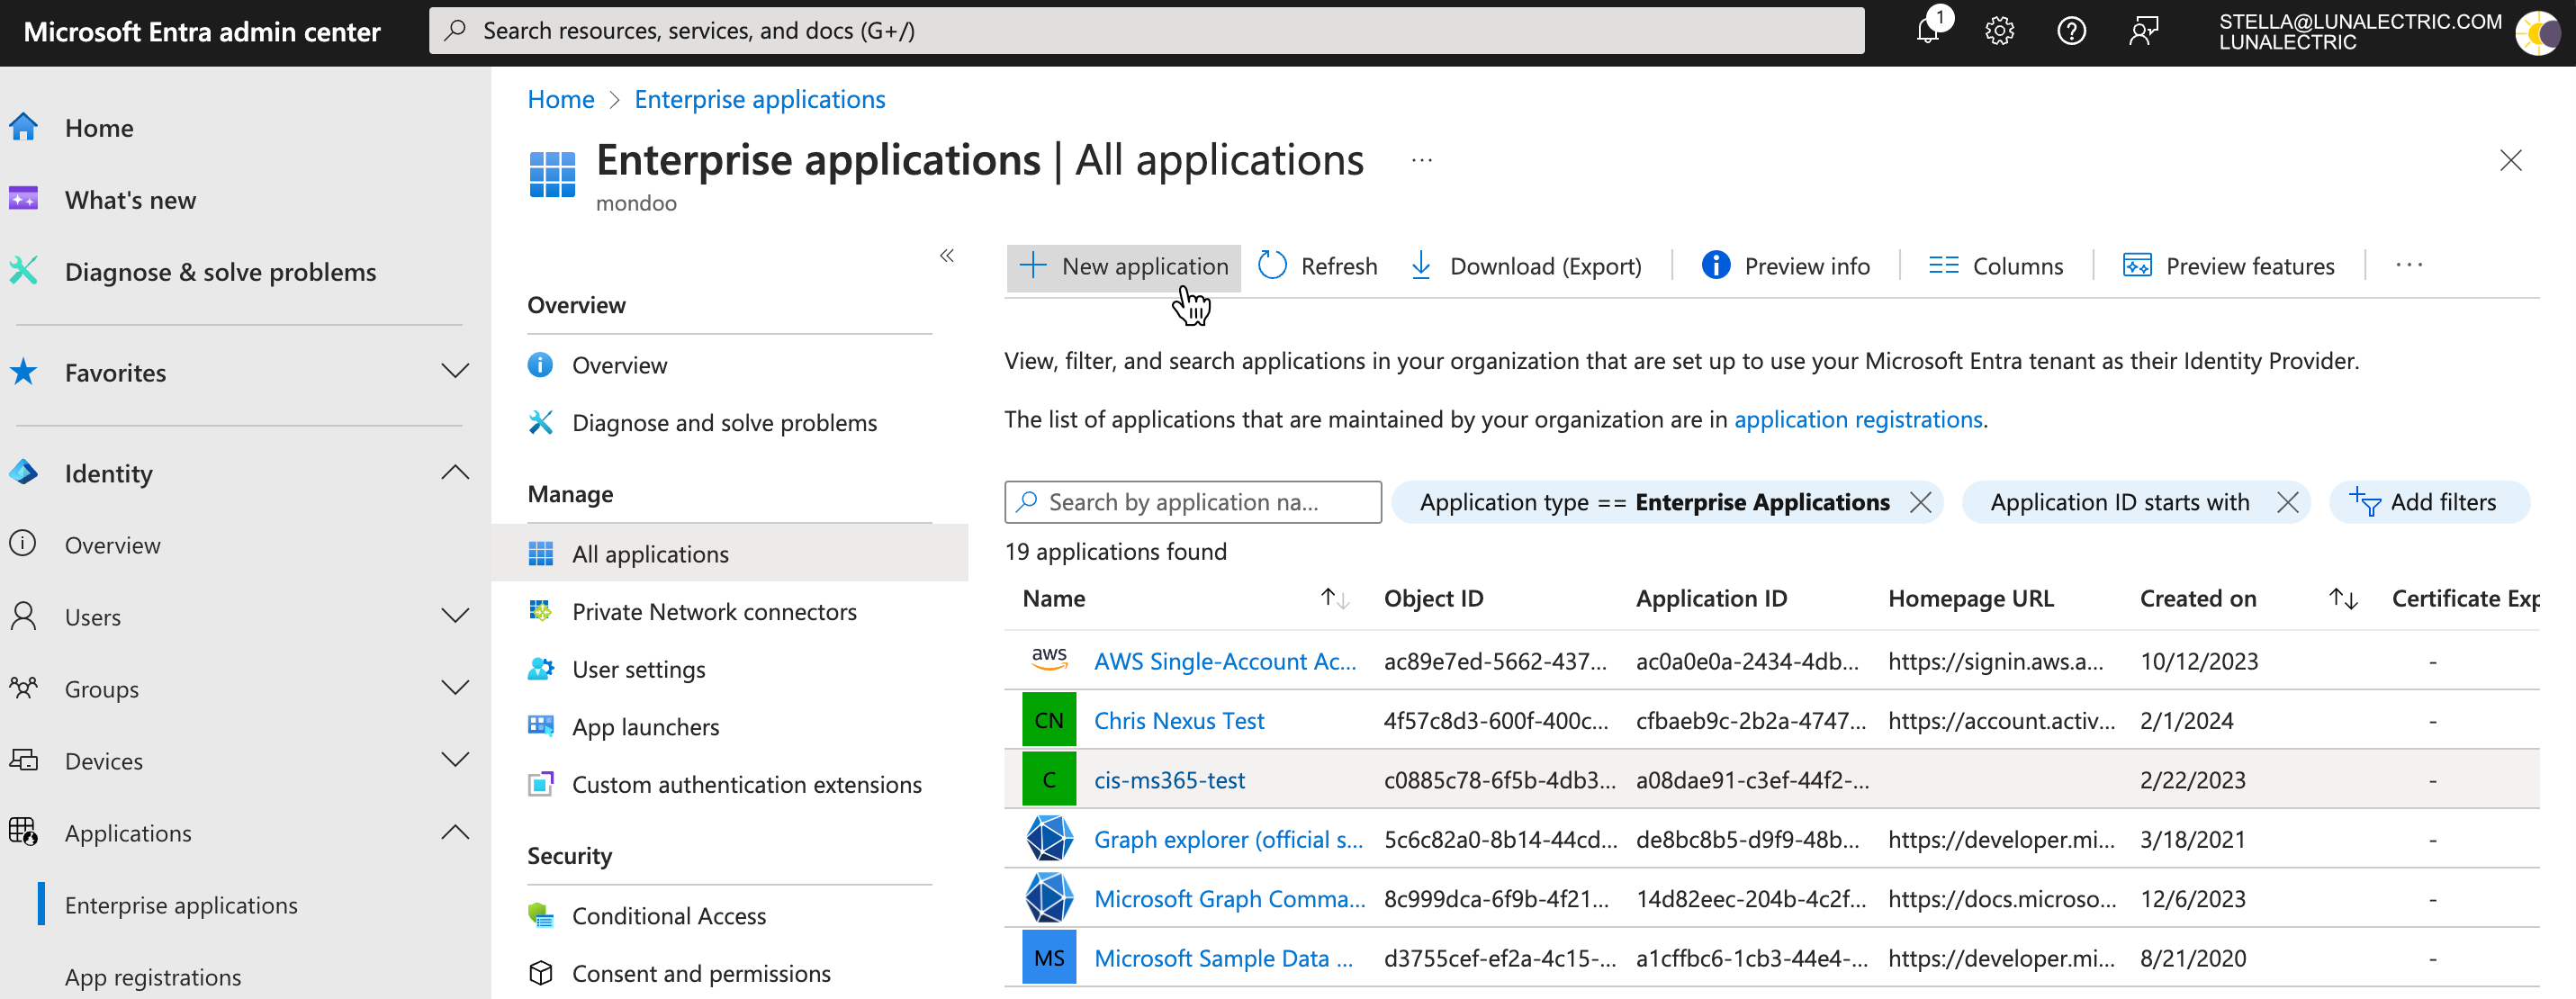 Microsoft Entra admin center
Search resources, services, and docs (G+/)
1
STELLA@LUNALECTRIC.COM
LUNALECTRIC
Home
What's new
Diagnose & solve problems
Favorites
Identity
Overview
Users
Groups
Devices
Applications
Enterprise applications
App registrations
Home > Enterprise applications
Enterprise applications | All applications ...
mondoo
Overview
Overview
Diagnose and solve problems
Manage
All applications
Private Network connectors
User settings
App launchers
Custom authentication extensions
Security
Conditional Access
Consent and permissions
New application Refresh Download (Export) Preview info Columns Preview features ...
View, filter, and search applications in your organization that are set up to use your Microsoft Entra tenant as their Identity Provider.
The list of applications that are maintained by your organization are in application registrations.
Search by application na... Application type == Enterprise Applications Application ID starts with Add filters
19 applications found
Name Object ID Application ID Homepage URL Created on Certificate Exp
aws AWS Single-Account Ac... ac89e7ed-5662-437... ac0a0e0a-2434-4db... https://signin.aws.a... 10/12/2023 -
CN Chris Nexus Test 4f57c8d3-600f-400c... cfbaeb9c-2b2a-4747... https://account.activ... 2/1/2024 -
C cis-ms365-test c0885c78-6f5b-4db3... a08dae91-c3ef-44f2-... 2/22/2023 -
Graph explorer (official s... 5c6c82a0-8b14-44cd... de8bc8b5-d9f9-48b... https://developer.mi... 3/18/2021 -
Microsoft Graph Comma... 8c999dca-6f9b-4f21... 14d82eec-204b-4c2f... https://docs.microso... 12/6/2023 -
MS Microsoft Sample Data ... d3755cef-ef2a-4c15-... a1cffbc6-1cb3-44e4-... https://developer.mi... 8/21/2020 -